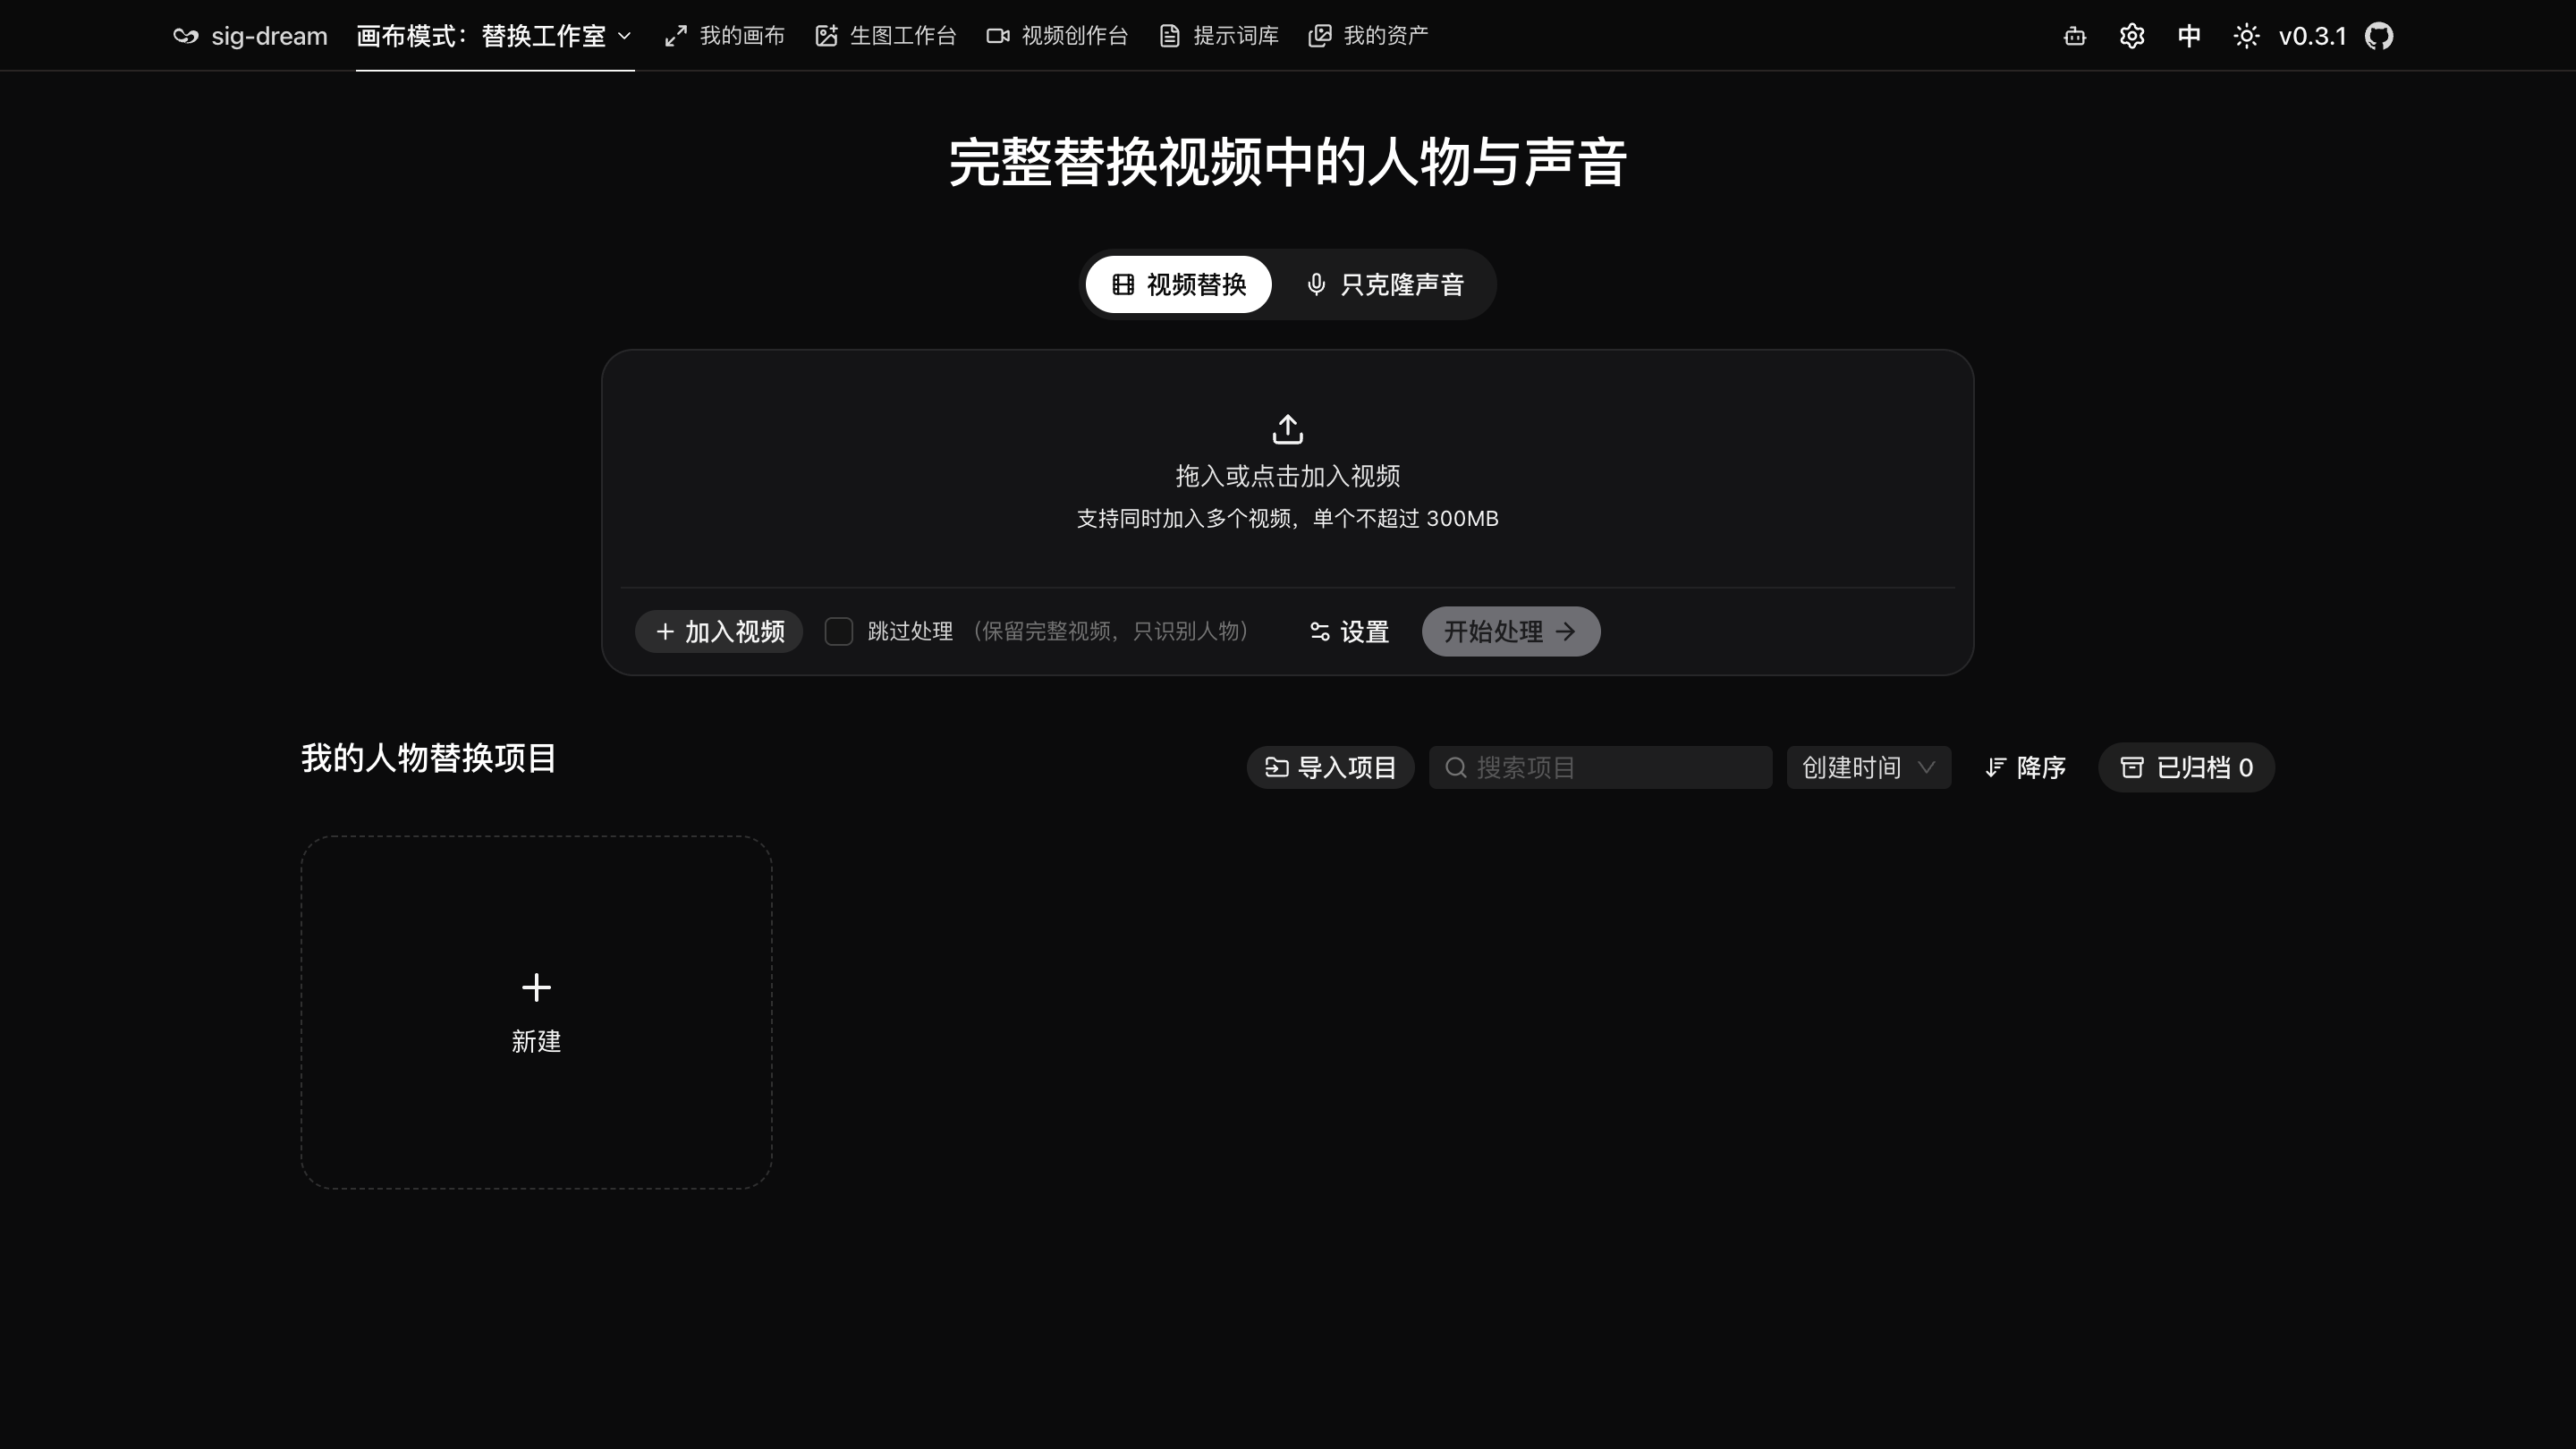 sig-dream 画布模式：替换工作室 我的画布 生图工作台 视频创作台 提示词库 我的资产 中 v0.3.1
完整替换视频中的人物与声音
视频替换 只克隆声音
拖入或点击加入视频
支持同时加入多个视频，单个不超过 300MB
加入视频 跳过处理 （保留完整视频，只识别人物） 设置 开始处理
我的人物替换项目 导入项目 搜索项目 创建时间 降序 已归档 0
新建